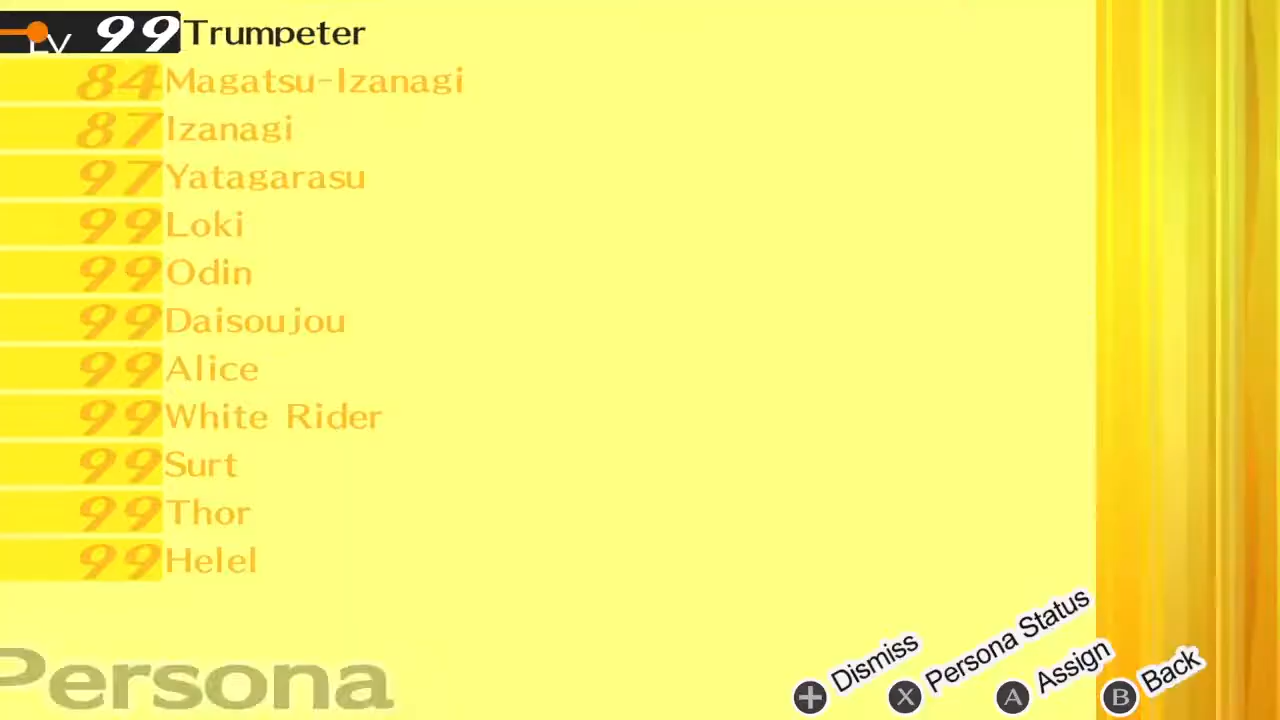 Lv 99 Trumpeter
84 Magatsu-Izanagi
87 Izanagi
97 Yatagarasu
99 Loki
99 Odin
99 Daisoujou
99 Alice
99 White Rider
99 Surt
99 Thor
99 Helel
Persona
+ Dismiss
X Persona Status
A Assign
B Back